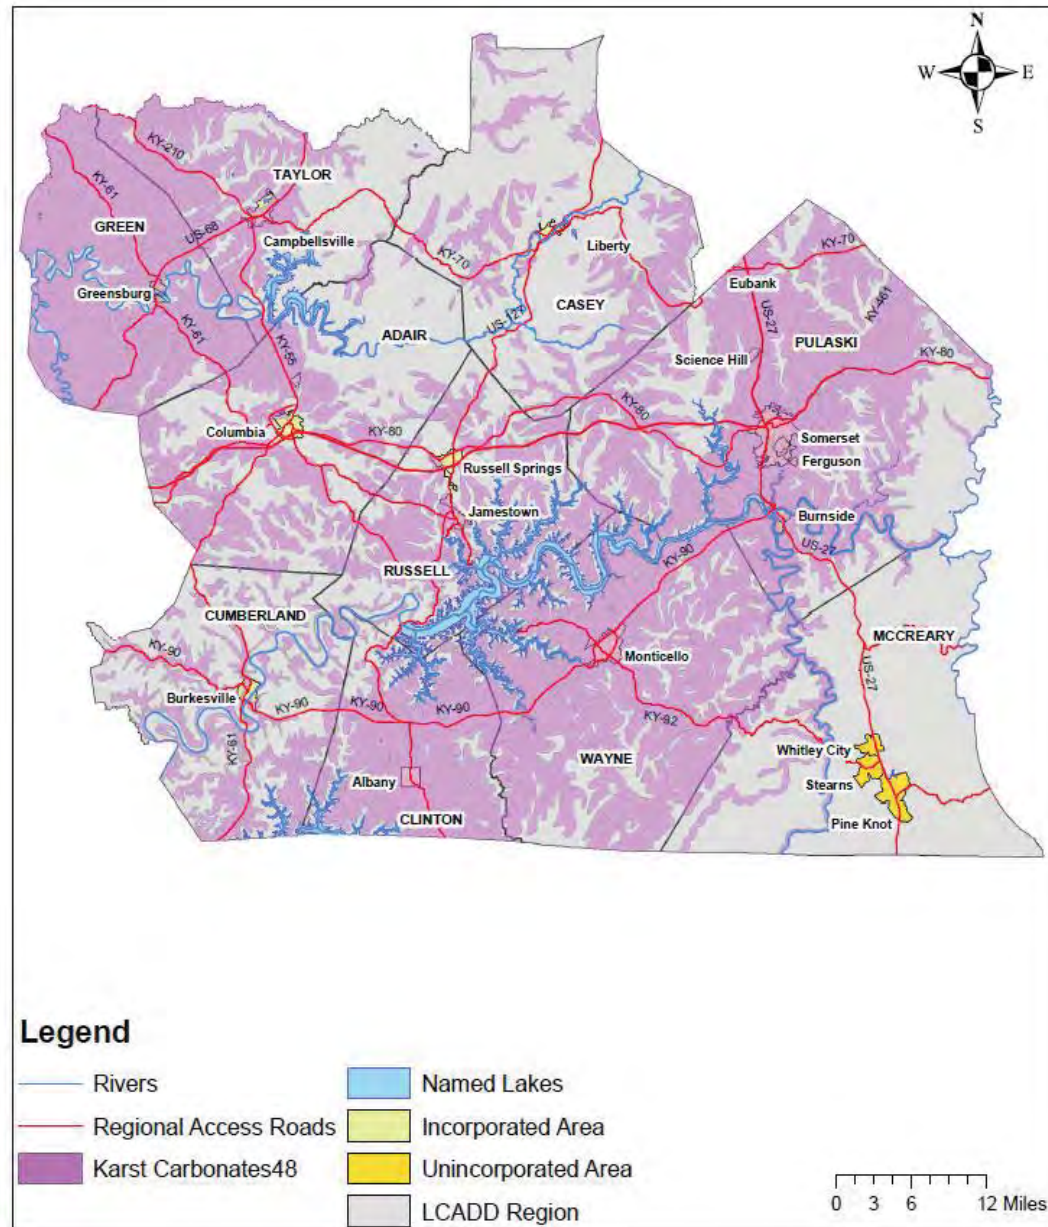 N
W E
S
KY-210
TAYLOR
KY-61
GREEN
US-68
Campbellsville
KY-70
Liberty
Greensburg
CASEY
US-127
ADAIR
KY-61
KY-55
Eubank
KY-70
US-27
KY-461
PULASKI
Science Hill
KY-80
Columbia
KY-80
KY-80
Somerset
Ferguson
Russell Springs
Jamestown
Burnside
US-27
KY-90
RUSSELL
CUMBERLAND
MCCREARY
KY-90
Monticello
US-27
Burkesville
KY-90
KY-90
KY-90
KY-92
KY-61
WAYNE
Whitley City
Albany
Stearns
CLINTON
Pine Knot
Legend
Rivers
Named Lakes
Regional Access Roads
Incorporated Area
Karst Carbonates48
Unincorporated Area
LCADD Region
0 3 6 12 Miles